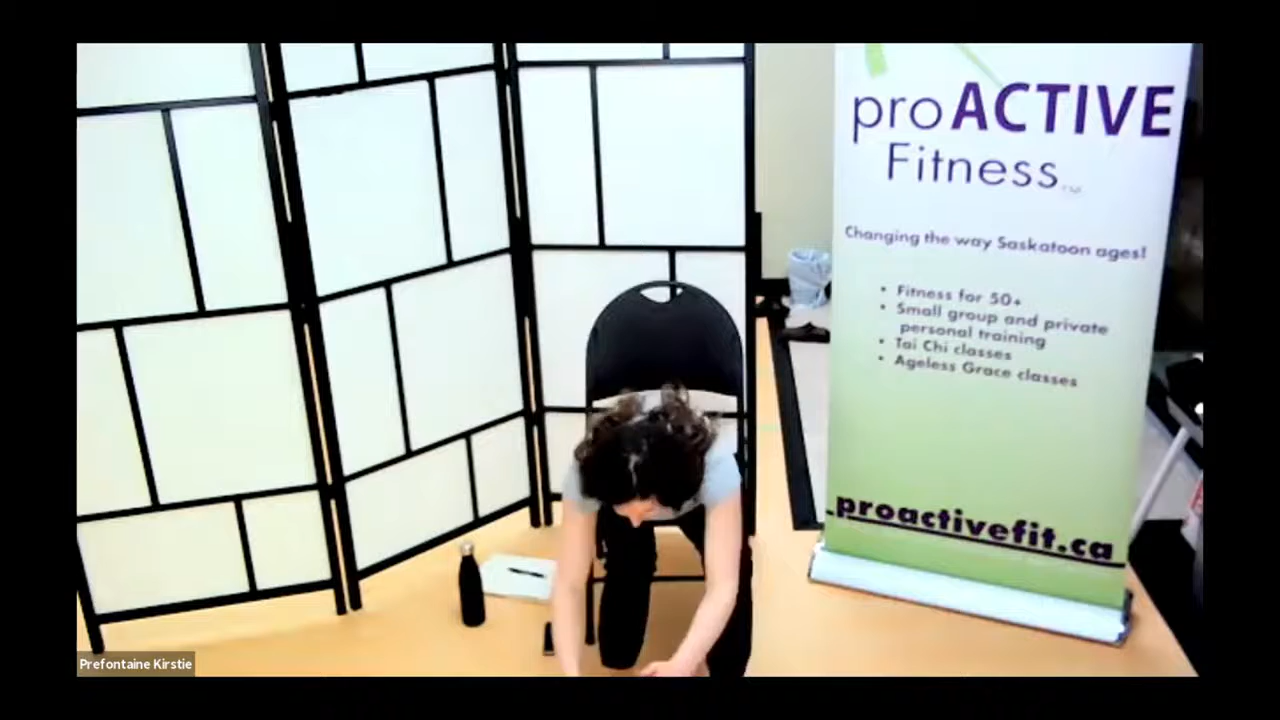 proACTIVE
Fitness
Changing the way Saskatoon ages!
• Fitness for 50+
• Small group and private
personal training
• Tai Chi classes
• Ageless Grace classes
proactivefit.ca
Prefontaine Kirstie